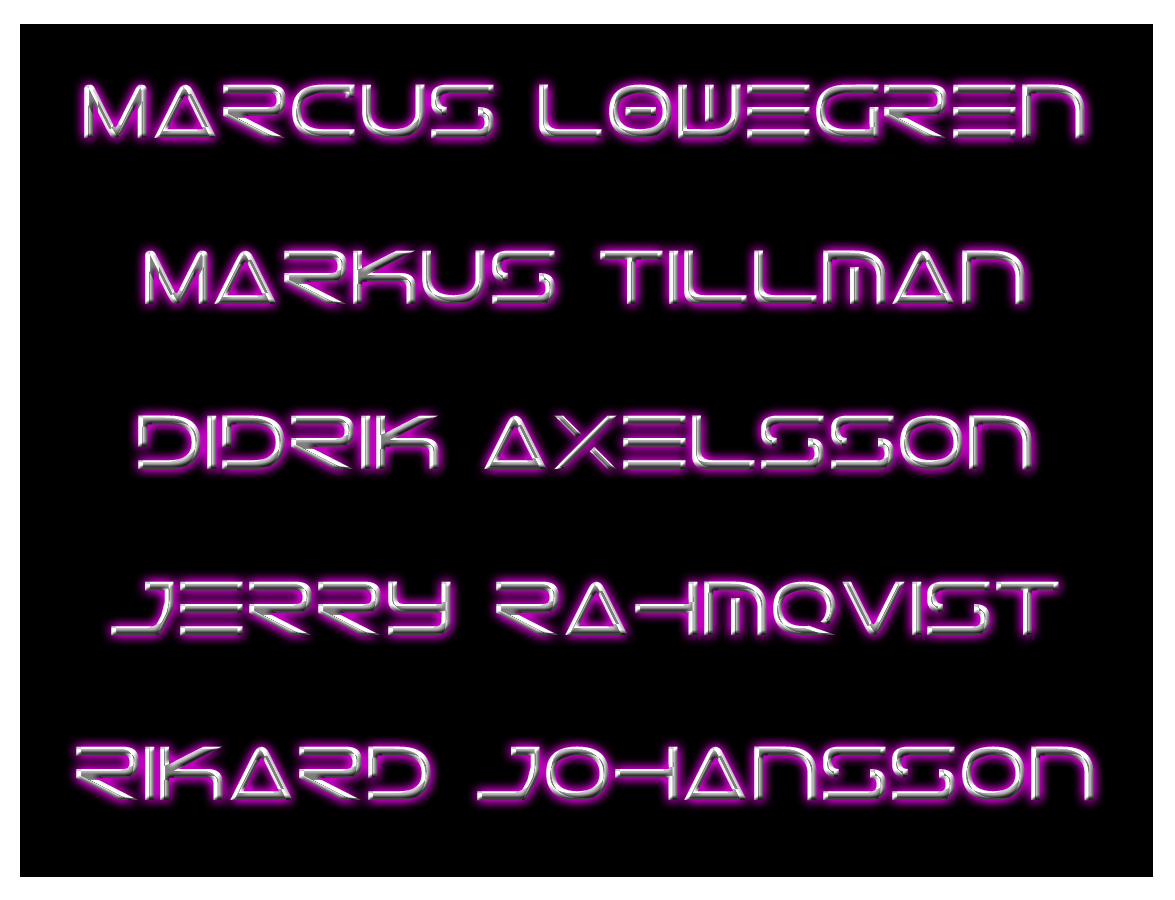 MARCUS LOWEGREN
MARKUS TILLMAN
DIDRIK AXELSSON
JERRY RAHMQVIST
RIKARD JOHANSSON